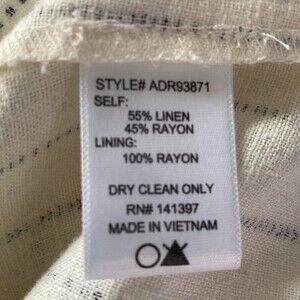 STYLE# ADR93871
SELF:
55% LINEN
45% RAYON
LINING:
100% RAYON
DRY CLEAN ONLY
RN# 141397
MADE IN VIETNAM